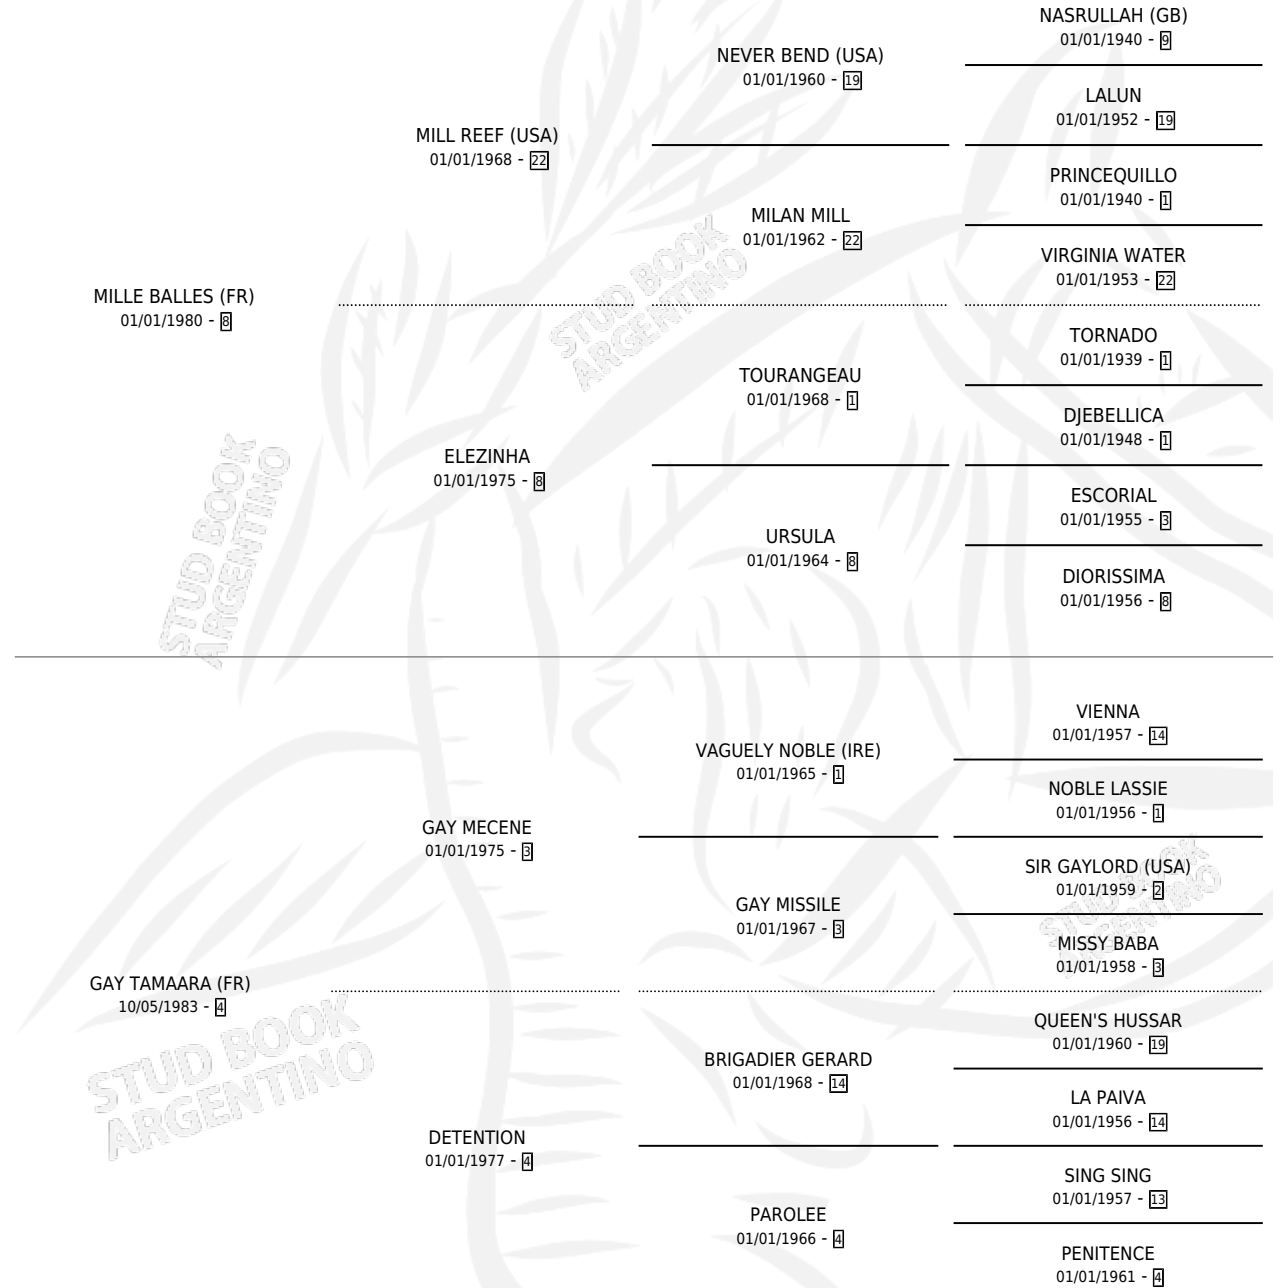 NASRULLAH (GB)
01/01/1940 - 9
NEVER BEND (USA)
01/01/1960 - 19
LALUN
01/01/1952 - 19
MILL REEF (USA)
01/01/1968 - 22
PRINCEQUILLO
01/01/1940 - 1
MILAN MILL
01/01/1962 - 22
VIRGINIA WATER
01/01/1953 - 22
MILLE BALLES (FR)
01/01/1980 - 8
STUD BOOK
ARGENTINO
TORNADO
01/01/1939 - 1
TOURANGEAU
01/01/1968 - 1
DJEBELLICA
01/01/1948 - 1
ELEZINHA
01/01/1975 - 8
ESCORIAL
01/01/1955 - 3
URSULA
01/01/1964 - 8
DIORISSIMA
01/01/1956 - 8
STUD BOOK
ARGENTINO
VIENNA
01/01/1957 - 14
VAGUELY NOBLE (IRE)
01/01/1965 - 1
NOBLE LASSIE
01/01/1956 - 1
GAY MECENE
01/01/1975 - 3
SIR GAYLORD (USA)
01/01/1959 - 2
GAY MISSILE
01/01/1967 - 3
MISSY BABA
01/01/1958 - 3
STUD BOOK
ARGENTINO
GAY TAMAARA (FR)
10/05/1983 - 4
QUEEN'S HUSSAR
01/01/1960 - 19
BRIGADIER GERARD
01/01/1968 - 14
LA PAIVA
01/01/1956 - 14
STUD BOOK
ARGENTINO
DETENTION
01/01/1977 - 4
SING SING
01/01/1957 - 13
PAROLEE
01/01/1966 - 4
PENITENCE
01/01/1961 - 4